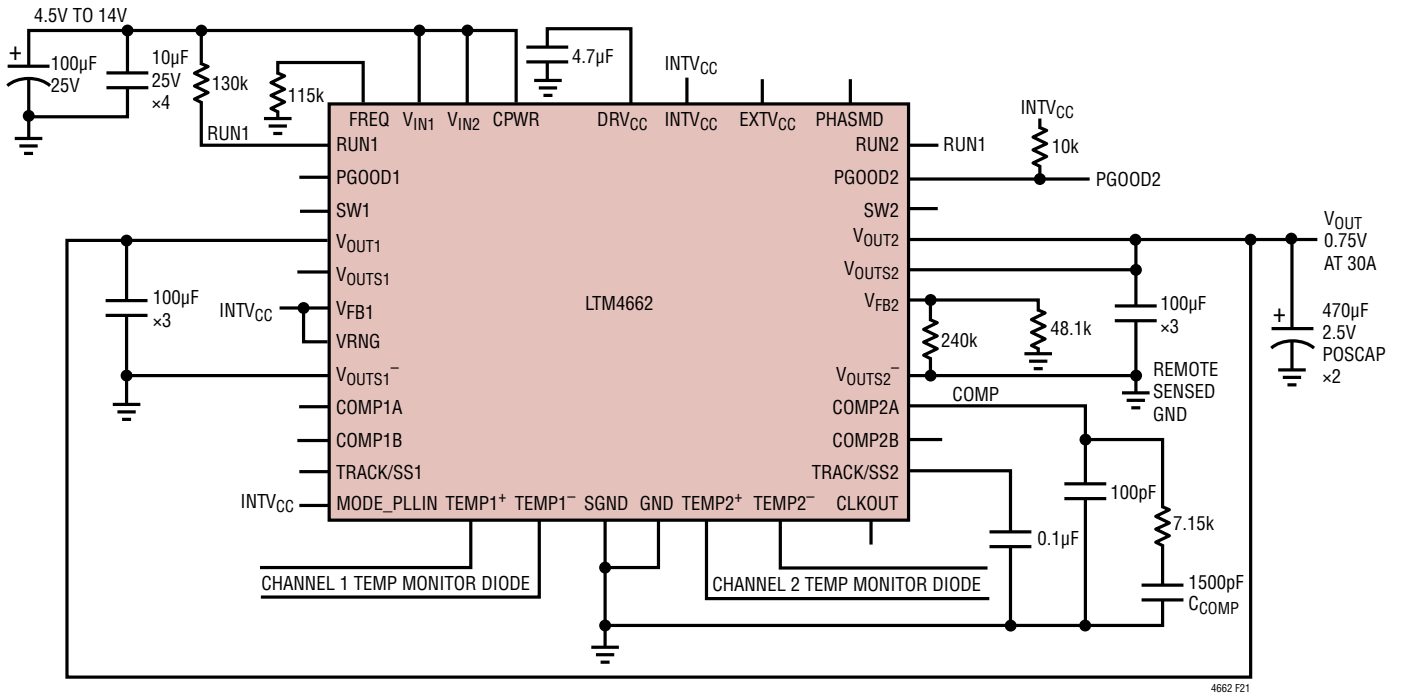 4.5V TO 14V
+
100µF
25V
10µF
25V
×4
130k
115k
4.7µF
INTVCC
RUN1
FREQ
VIN1
VIN2
CPWR
DRVCC
INTVCC
EXTVCC
PHASMD
RUN1
PGOOD1
SW1
VOUT1
VOUTS1
VFB1
VRNG
VOUTS1–
COMP1A
COMP1B
TRACK/SS1
MODE_PLLIN
TEMP1+
TEMP1–
SGND
GND
TEMP2+
TEMP2–
CLKOUT
LTM4662
RUN2
PGOOD2
SW2
VOUT2
VOUTS2
VFB2
VOUTS2–
COMP2A
COMP2B
TRACK/SS2
100µF
×3
INTVCC
INTVCC
RUN1
INTVCC
10k
PGOOD2
VOUT
0.75V
AT 30A
240k
48.1k
100µF
×3
+
470µF
2.5V
POSCAP
×2
REMOTE
SENSED
GND
COMP
100pF
7.15k
0.1µF
1500pF
CCOMP
CHANNEL 1 TEMP MONITOR DIODE
CHANNEL 2 TEMP MONITOR DIODE
4662 F21